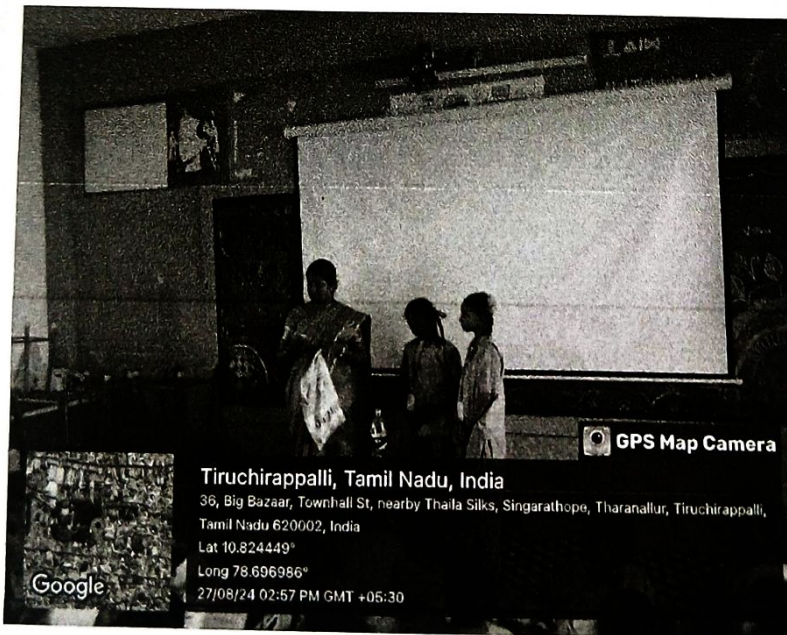 GPS Map Camera
Tiruchirappalli, Tamil Nadu, India
36, Big Bazaar, Townhall St, nearby Thaila Silks, Singarathope, Tharanallur, Tiruchirappalli,
Tamil Nadu 620002, India
Lat 10.824449°
Long 78.696986°
27/08/24 02:57 PM GMT +05:30
Google